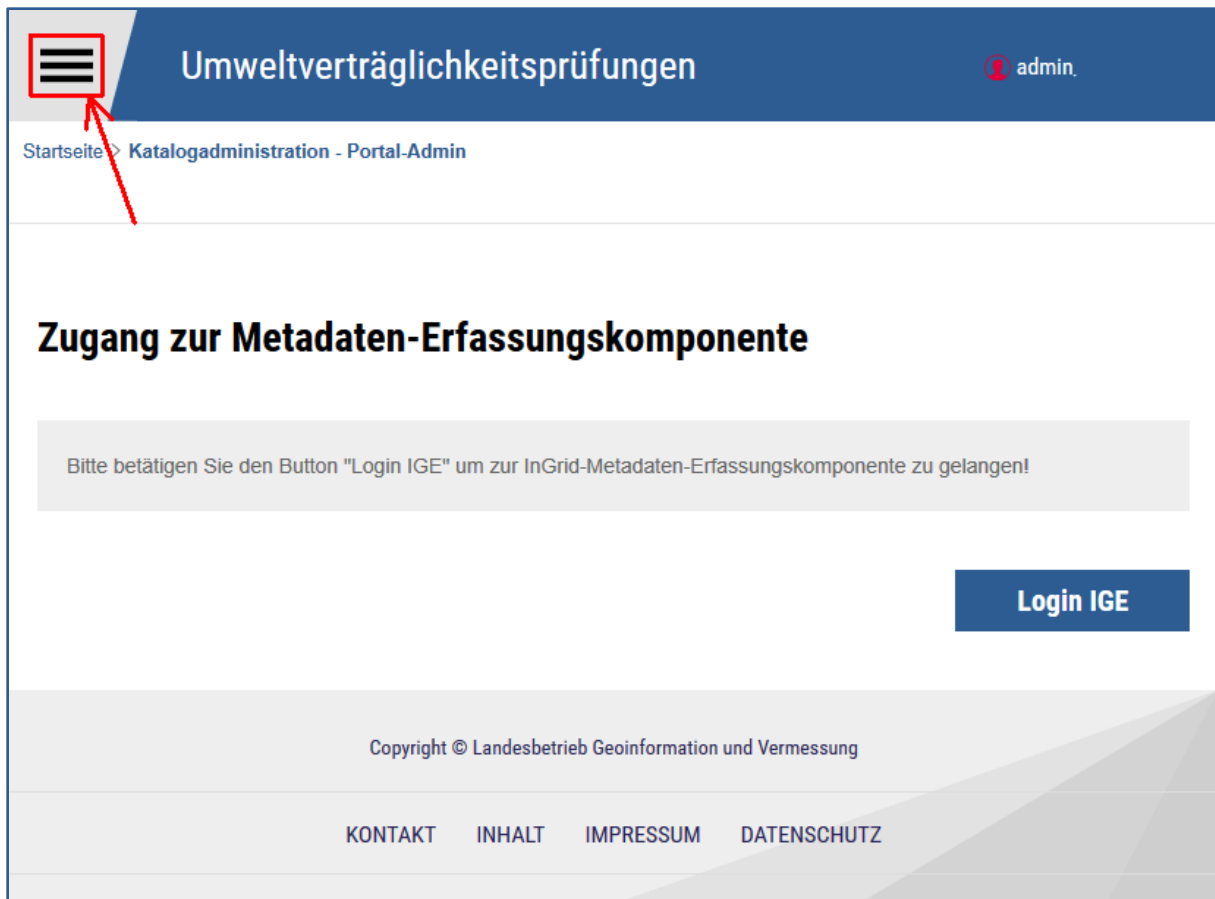 Umweltverträglichkeitsprüfungen
admin.
Startseite > Katalogadministration - Portal-Admin
Zugang zur Metadaten-Erfassungskomponente
Bitte betätigen Sie den Button "Login IGE" um zur InGrid-Metadaten-Erfassungskomponente zu gelangen!
Login IGE
Copyright © Landesbetrieb Geoinformation und Vermessung
KONTAKT INHALT IMPRESSUM DATENSCHUTZ